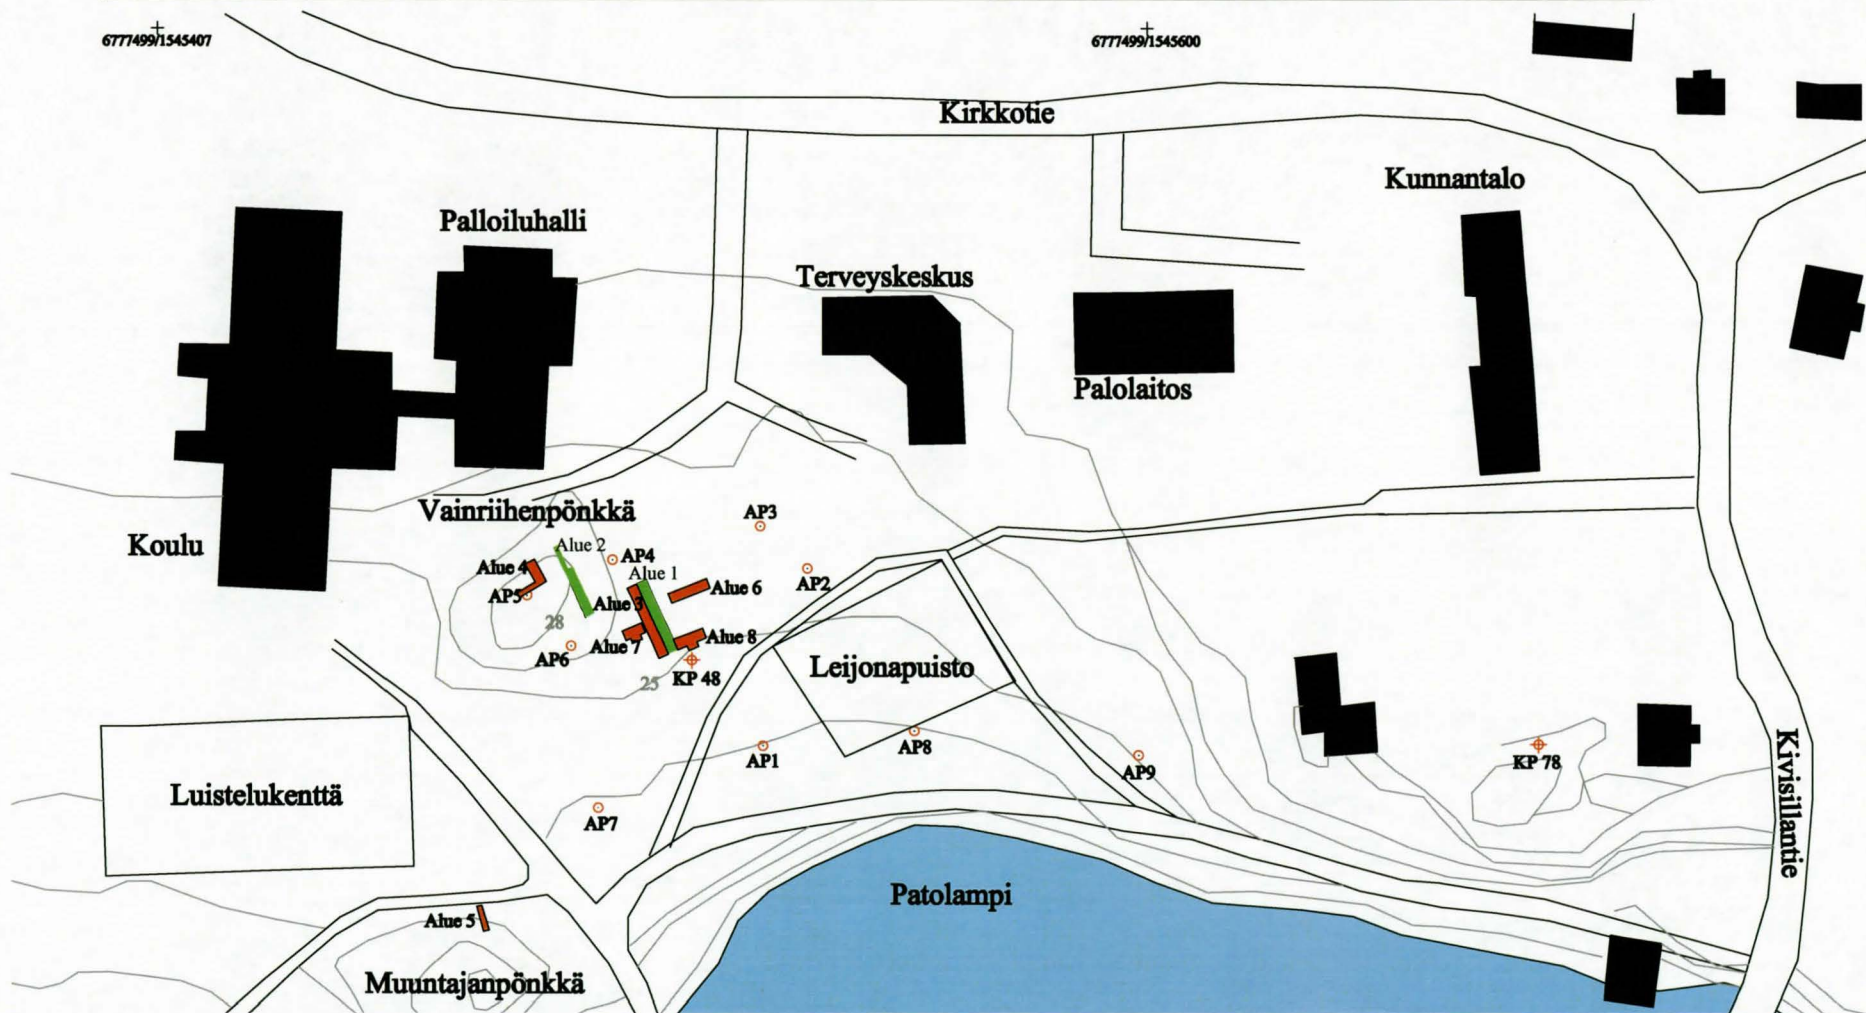 6777499/1545407
6777499/1545600
Kirkkotie
Kunnantalo
Palloiluhalli
Terveyskeskus
Palolaitos
Vainriihenpönkkä
AP3
Koulu
Alue 2
AP4
Alue 4
Alue 1
AP2
Alue 6
AP5
Alue 3
28
Alue 8
Alue 7
AP6
Leijonapuisto
25
KP 48
AP8
AP1
KP 78
AP9
Kivisillantie
Luistelukenttä
AP7
Patolampi
Alue 5
Muuntajanpönkkä